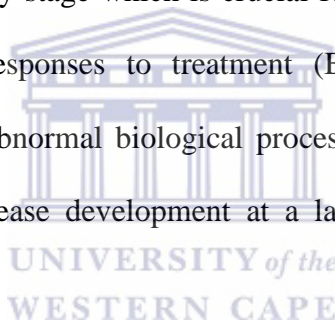 y stage which is crucial
esponses to treatment (E
bnormal biological proces
ease development at a la
UNIVERSITY of the
WESTERN CAPE